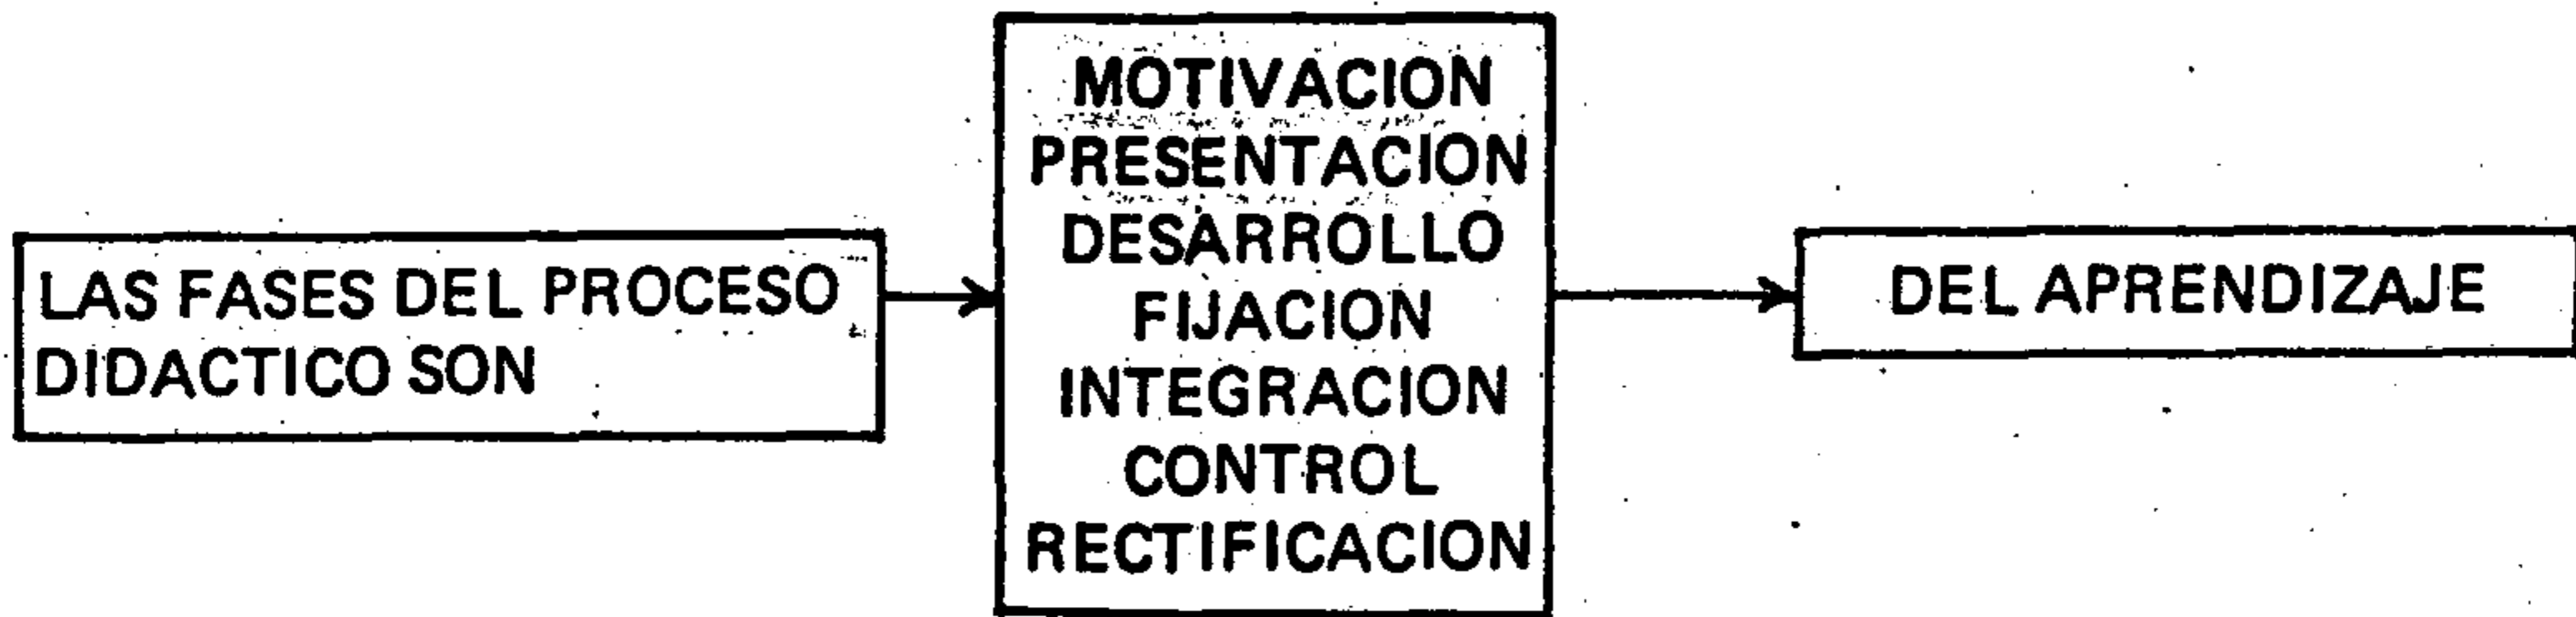 LAS FASES DEL PROCESO
DIDACTICO SON
MOTIVACION
PRESENTACION
DESARROLLO
FIJACION
INTEGRACION
CONTROL
RECTIFICACION
DEL APRENDIZAJE